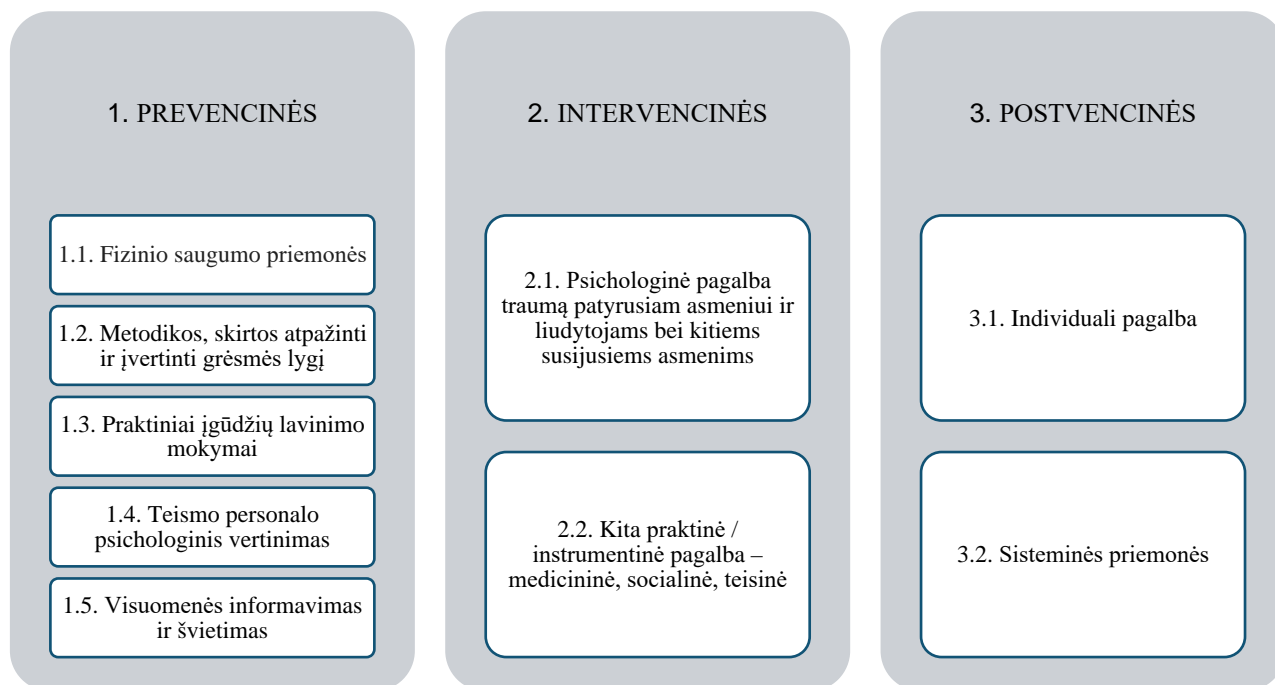 1. PREVENCINĖS
1.1. Fizinio saugumo priemonės
1.2. Metodikos, skirtos atpažinti
ir įvertinti grėsmės lygį
1.3. Praktiniai įgūdžių lavinimo
mokymai
1.4. Teismo personalo
psichologinis vertinimas
1.5. Visuomenės informavimas
ir švietimas
2. INTERVENCINĖS
2.1. Psichologinė pagalba
traumą patyrusiam asmeniui ir
liudytojams bei kitiems
susijusiems asmenims
2.2. Kita praktinė /
instrumentinė pagalba –
medicininė, socialinė, teisinė
3. POSTVENCINĖS
3.1. Individuali pagalba
3.2. Sisteminės priemonės